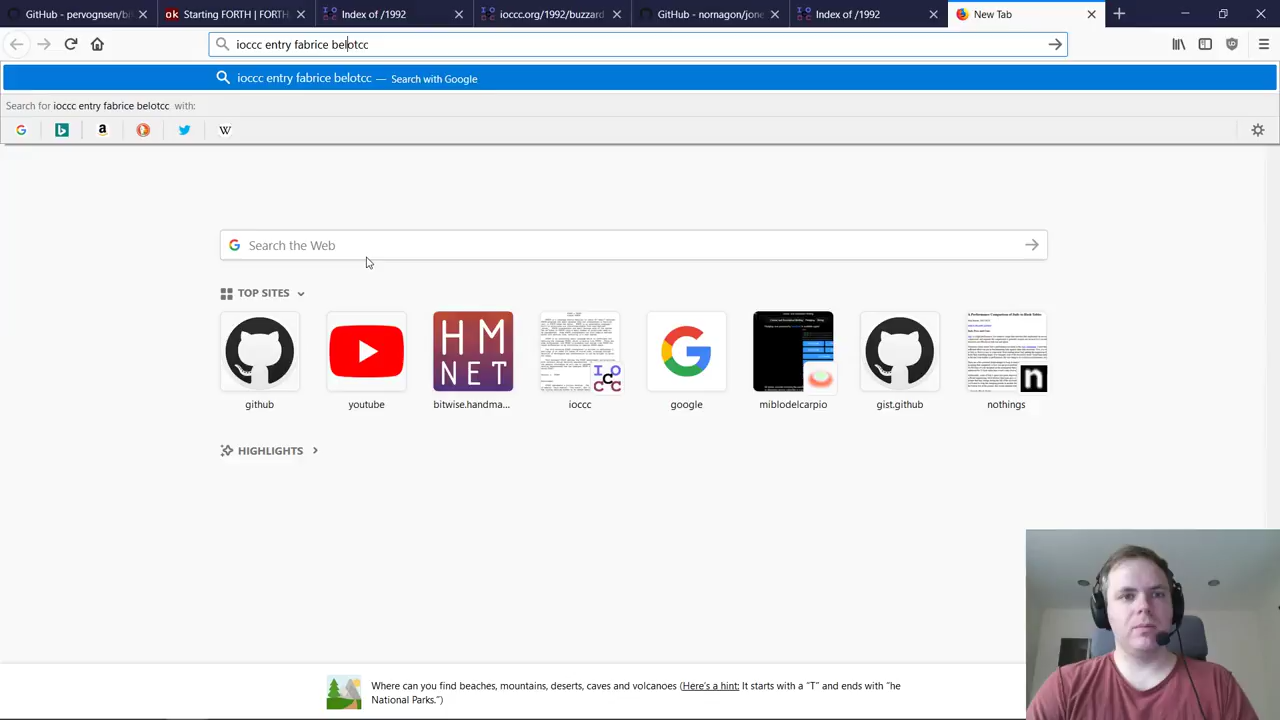 GitHub - pervognsen/bi
Starting FORTH | FORTH
Index of /1992
ioccc.org/1992/buzzard
GitHub - nornagon/jone
Index of /1992
New Tab
ioccc entry fabrice belotcc
ioccc entry fabrice belotcc — Search with Google
Search for ioccc entry fabrice belotcc with:
Search the Web
TOP SITES
HM
NET
github
youtube
bitwise.handma...
ioccc
google
miblodelcarpio
gist.github
nothings
HIGHLIGHTS
Where can you find beaches, mountains, deserts, caves and volcanoes (Here's a hint: It starts with a "T" and ends with "he
National Parks.")